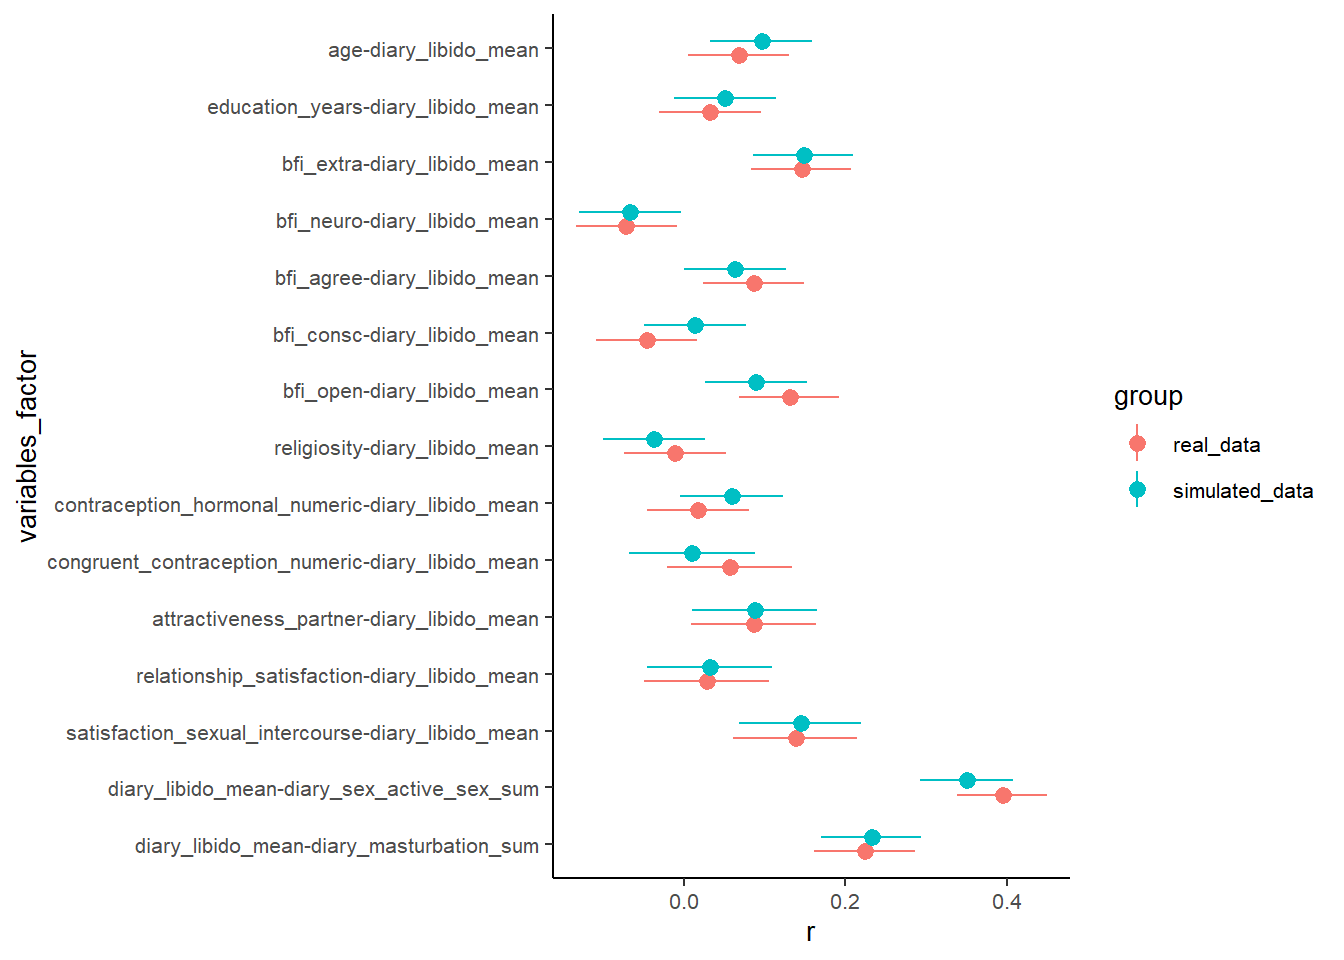 variables_factor
age-diary_libido_mean
education_years-diary_libido_mean
bfi_extra-diary_libido_mean
bfi_neuro-diary_libido_mean
bfi_agree-diary_libido_mean
bfi_consc-diary_libido_mean
bfi_open-diary_libido_mean
religiosity-diary_libido_mean
contraception_hormonal_numeric-diary_libido_mean
congruent_contraception_numeric-diary_libido_mean
attractiveness_partner-diary_libido_mean
relationship_satisfaction-diary_libido_mean
satisfaction_sexual_intercourse-diary_libido_mean
diary_libido_mean-diary_sex_active_sex_sum
diary_libido_mean-diary_masturbation_sum
0.0 0.2 0.4
r
group
real_data
simulated_data